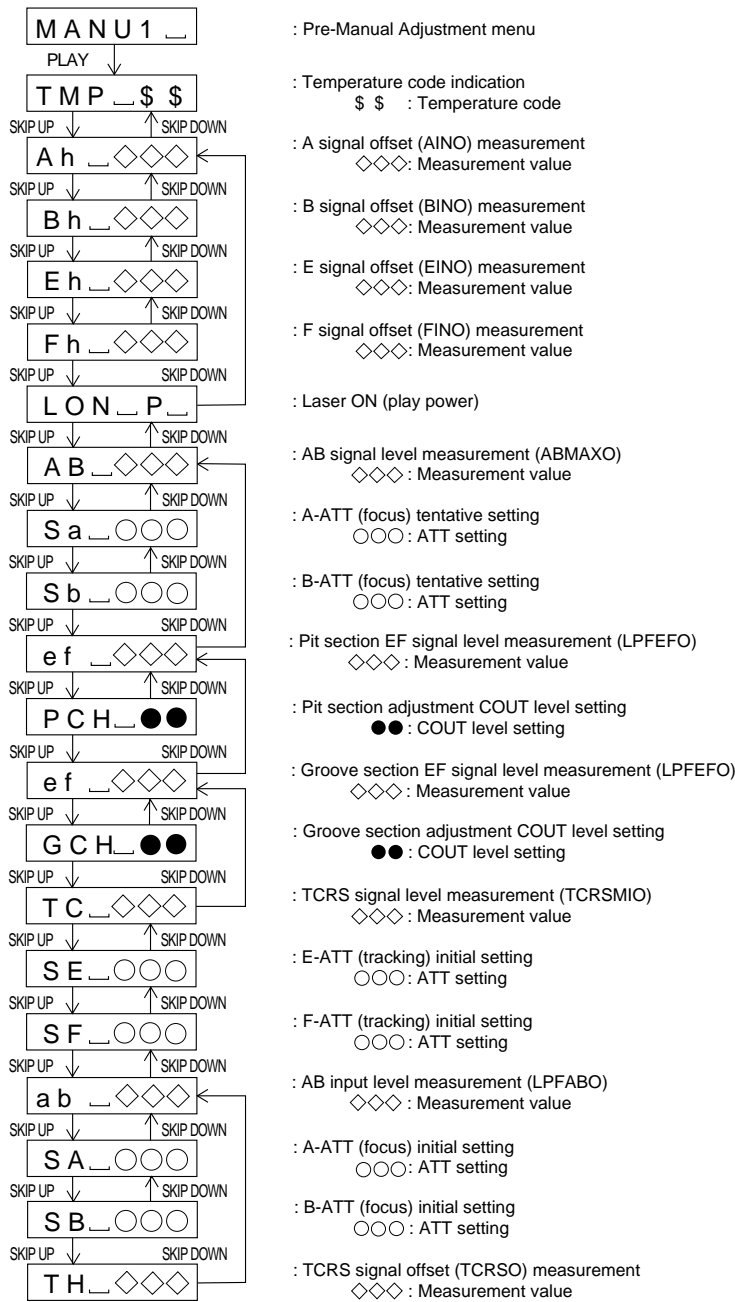 MANU1 ⎵ : Pre-Manual Adjustment menu
PLAY
TMP⎵$ $ : Temperature code indication
$ $ : Temperature code
SKIP UP SKIP DOWN
Ah ⎵◇◇◇ : A signal offset (AINO) measurement
◇◇◇: Measurement value
SKIP UP SKIP DOWN
Bh⎵◇◇◇ : B signal offset (BINO) measurement
◇◇◇: Measurement value
SKIP UP SKIP DOWN
Eh⎵◇◇◇ : E signal offset (EINO) measurement
◇◇◇: Measurement value
SKIP UP SKIP DOWN
Fh⎵◇◇◇ : F signal offset (FINO) measurement
◇◇◇: Measurement value
SKIP UP SKIP DOWN
LON⎵P⎵ : Laser ON (play power)
SKIP UP SKIP DOWN
AB⎵◇◇◇ : AB signal level measurement (ABMAXO)
◇◇◇ : Measurement value
SKIP UP SKIP DOWN
Sa⎵○○○ : A-ATT (focus) tentative setting
○○○: ATT setting
SKIP UP SKIP DOWN
Sb⎵○○○ : B-ATT (focus) tentative setting
○○○: ATT setting
SKIP UP SKIP DOWN
ef ⎵◇◇◇ : Pit section EF signal level measurement (LPFEFO)
◇◇◇ : Measurement value
SKIP UP SKIP DOWN
PCH⎵●● : Pit section adjustment COUT level setting
●● : COUT level setting
SKIP UP SKIP DOWN
ef ⎵◇◇◇ : Groove section EF signal level measurement (LPFEFO)
◇◇◇ : Measurement value
SKIP UP SKIP DOWN
GCH⎵●● : Groove section adjustment COUT level setting
●● : COUT level setting
SKIP UP SKIP DOWN
TC⎵◇◇◇ : TCRS signal level measurement (TCRSMIO)
◇◇◇ : Measurement value
SKIP UP SKIP DOWN
SE⎵○○○ : E-ATT (tracking) initial setting
○○○: ATT setting
SKIP UP SKIP DOWN
SF⎵○○○ : F-ATT (tracking) initial setting
○○○: ATT setting
SKIP UP SKIP DOWN
ab ⎵◇◇◇ : AB input level measurement (LPFABO)
◇◇◇ : Measurement value
SKIP UP SKIP DOWN
SA⎵○○○ : A-ATT (focus) initial setting
○○○: ATT setting
SKIP UP SKIP DOWN
SB⎵○○○ : B-ATT (focus) initial setting
○○○ : ATT setting
SKIP UP SKIP DOWN
TH⎵◇◇◇ : TCRS signal offset (TCRSO) measurement
◇◇◇ : Measurement value